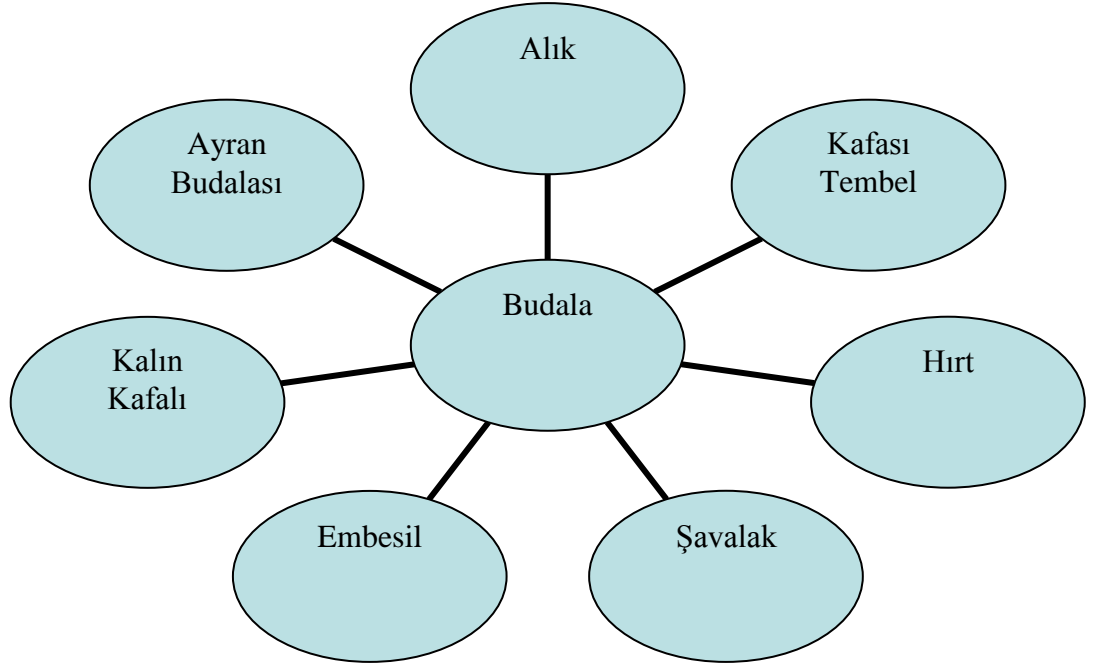 Alık
Ayran
Budalası
Kafası
Tembel
Budala
Kalın
Kafalı
Hırt
Embesil
Şavalak